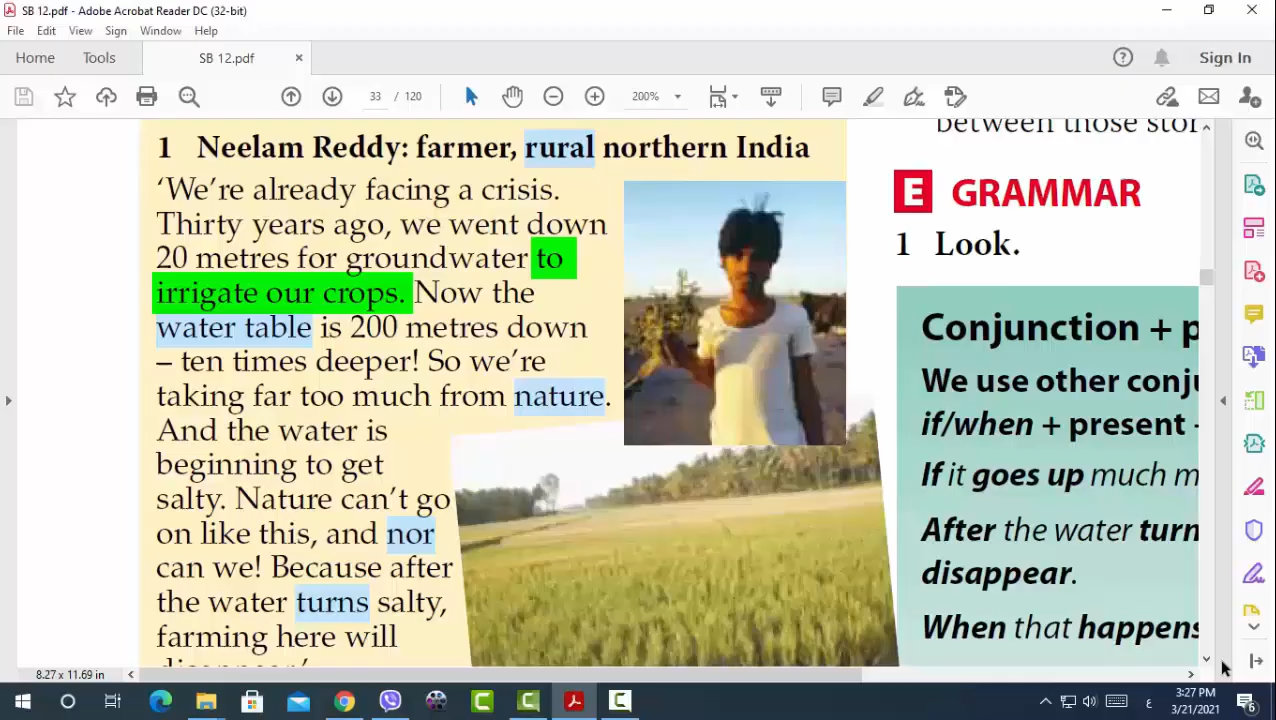 SB 12.pdf - Adobe Acrobat Reader DC (32-bit)
File Edit View Sign Window Help
Home Tools SB 12.pdf × Sign In
33 / 120 200%
between those stor
1 Neelam Reddy: farmer, rural northern India
‘We’re already facing a crisis.
Thirty years ago, we went down
20 metres for groundwater to
irrigate our crops. Now the
water table is 200 metres down
– ten times deeper! So we’re
taking far too much from nature.
And the water is
beginning to get
salty. Nature can’t go
on like this, and nor
can we! Because after
the water turns salty,
farming here will
disappear’
E GRAMMAR
1 Look.
Conjunction + p
We use other conju
if/when + present
If it goes up much m
After the water turn
disappear.
When that happens
8.27 x 11.69 in
ع 3:27 PM
3/21/2021
6